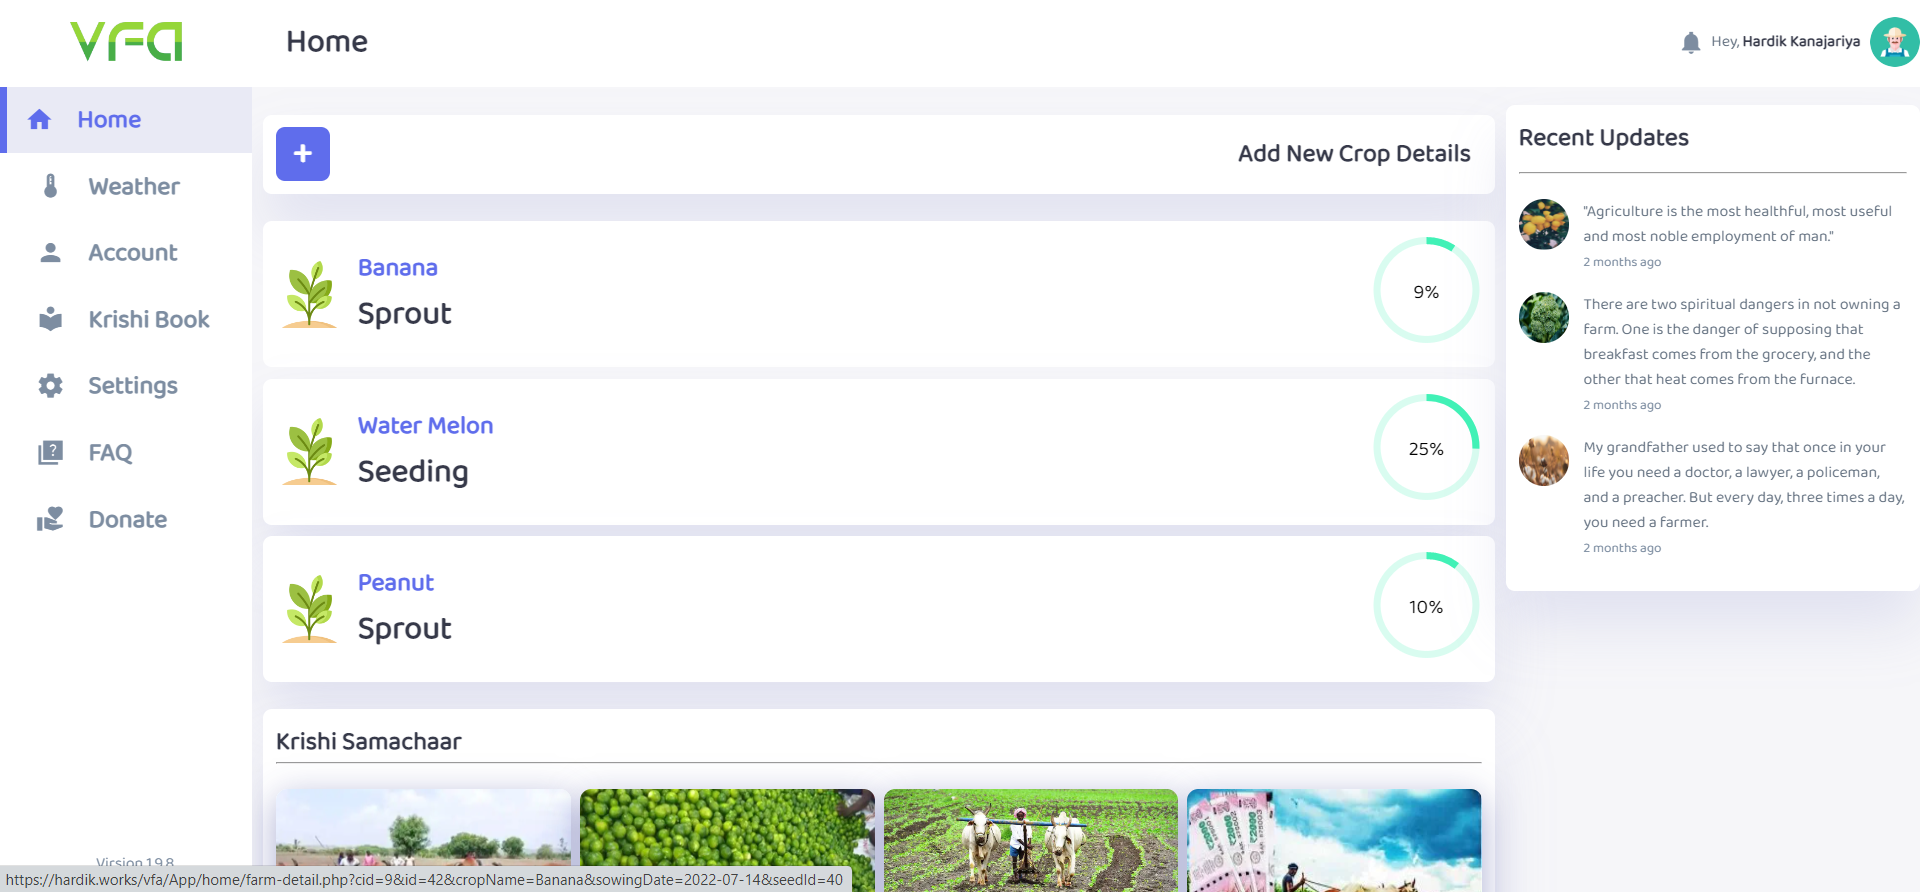 vfa
Home
Hey, Hardik Kanajariya
Home
Weather
Account
Krishi Book
Settings
FAQ
Donate
Virsion 1.9.8
Add New Crop Details
Banana
Sprout
9%
Water Melon
Seeding
25%
Peanut
Sprout
10%
Krishi Samachaar
Recent Updates
"Agriculture is the most healthful, most useful
and most noble employment of man."
2 months ago
There are two spiritual dangers in not owning a
farm. One is the danger of supposing that
breakfast comes from the grocery, and the
other that heat comes from the furnace.
2 months ago
My grandfather used to say that once in your
life you need a doctor, a lawyer, a policeman,
and a preacher. But every day, three times a day,
you need a farmer.
2 months ago
https://hardik.works/vfa/App/home/farm-detail.php?cid=9&id=42&cropName=Banana&sowingDate=2022-07-14&seedId=40